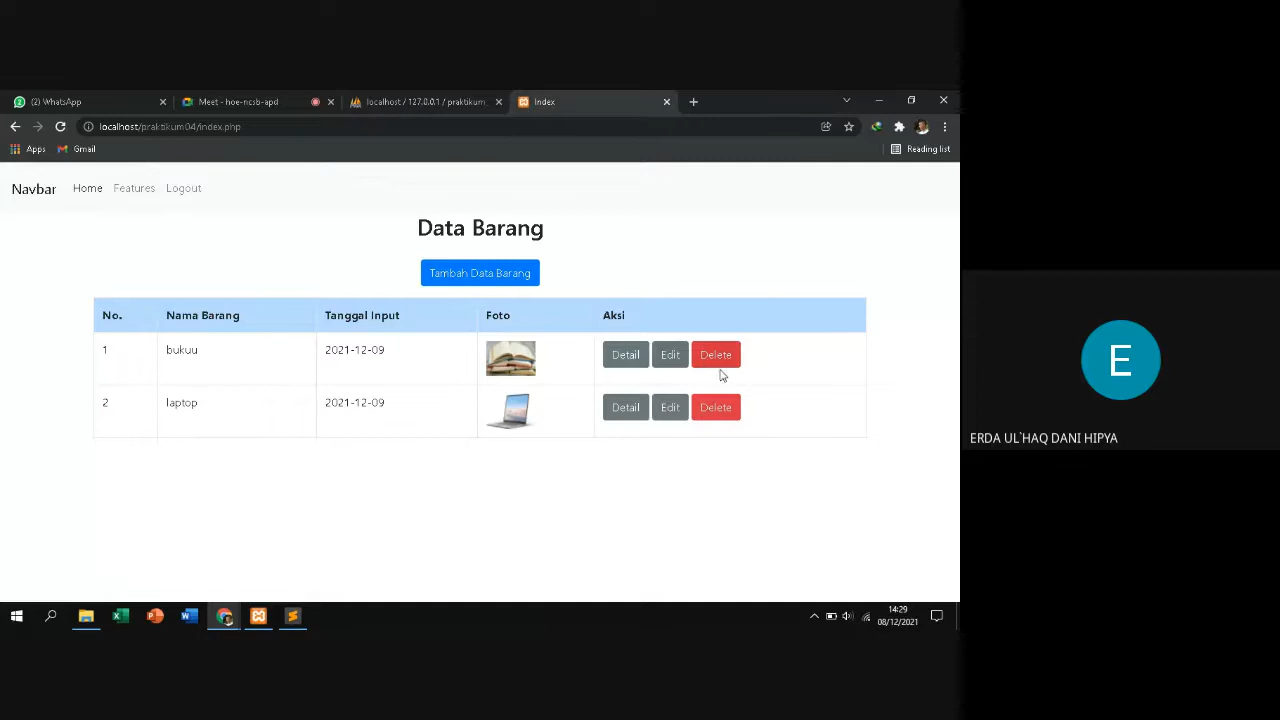 (2) WhatsApp
Meet - hoe-ncsb-apd
localhost / 127.0.0.1 / praktikum
Index
localhost/praktikum04/index.php
Apps
Gmail
Reading list
Navbar
Home
Features
Logout
Data Barang
Tambah Data Barang
No.
Nama Barang
Tanggal Input
Foto
Aksi
1
bukuu
2021-12-09
Detail
Edit
Delete
2
laptop
2021-12-09
Detail
Edit
Delete
E
ERDA UL`HAQ DANI HIPYA
14:29
08/12/2021